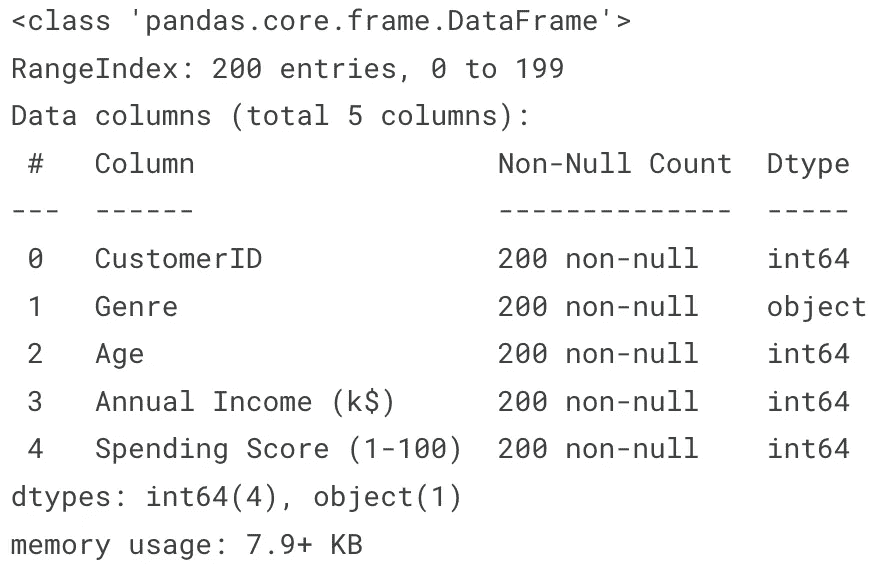 <class 'pandas.core.frame.DataFrame'>
RangeIndex: 200 entries, 0 to 199
Data columns (total 5 columns):
 #   Column                  Non-Null Count  Dtype
---  ------                  --------------  -----
 0   CustomerID              200 non-null    int64
 1   Genre                   200 non-null    object
 2   Age                     200 non-null    int64
 3   Annual Income (k$)      200 non-null    int64
 4   Spending Score (1-100)  200 non-null    int64
dtypes: int64(4), object(1)
memory usage: 7.9+ KB